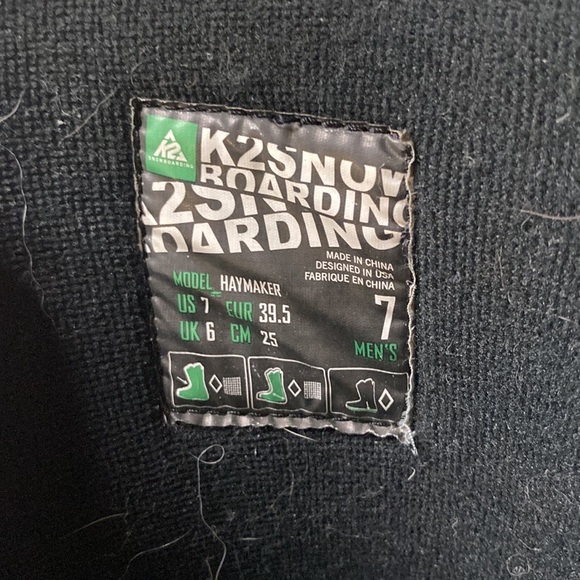 K2
SNOWBOARDING
K2SNOW
BOARDING
K2SN
BOARDING
OARDING
MADE IN CHINA
DESIGNED IN USA
FABRIQUE EN CHINA
MODEL HAYMAKER
US 7 EUR 39.5
UK 6 CM 25
7
MEN'S